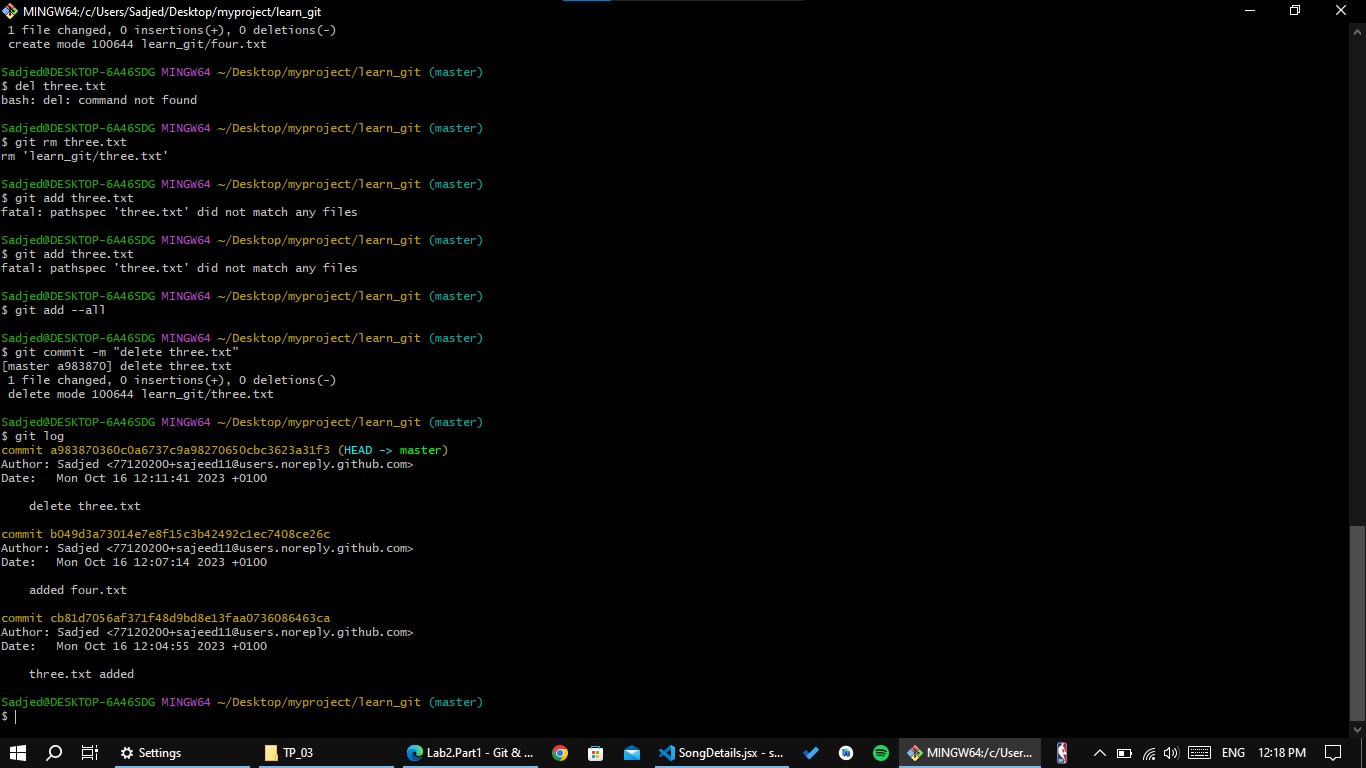 MINGW64:/c/Users/Sadjed/Desktop/myproject/learn_git
1 file changed, 0 insertions(+), 0 deletions(-)
create mode 100644 learn_git/four.txt
Sadjed@DESKTOP-6A46SDG MINGW64 ~/Desktop/myproject/learn_git (master)
$ del three.txt
bash: del: command not found
Sadjed@DESKTOP-6A46SDG MINGW64 ~/Desktop/myproject/learn_git (master)
$ git rm three.txt
rm 'learn_git/three.txt'
Sadjed@DESKTOP-6A46SDG MINGW64 ~/Desktop/myproject/learn_git (master)
$ git add three.txt
fatal: pathspec 'three.txt' did not match any files
Sadjed@DESKTOP-6A46SDG MINGW64 ~/Desktop/myproject/learn_git (master)
$ git add three.txt
fatal: pathspec 'three.txt' did not match any files
Sadjed@DESKTOP-6A46SDG MINGW64 ~/Desktop/myproject/learn_git (master)
$ git add --all
Sadjed@DESKTOP-6A46SDG MINGW64 ~/Desktop/myproject/learn_git (master)
$ git commit -m "delete three.txt"
[master a983870] delete three.txt
1 file changed, 0 insertions(+), 0 deletions(-)
delete mode 100644 learn_git/three.txt
Sadjed@DESKTOP-6A46SDG MINGW64 ~/Desktop/myproject/learn_git (master)
$ git log
commit a983870360c0a6737c9a98270650cbc3623a31f3 (HEAD -> master)
Author: Sadjed <77120200+sajeed11@users.noreply.github.com>
Date:   Mon Oct 16 12:11:41 2023 +0100
delete three.txt
commit b049d3a73014e7e8f15c3b42492c1ec7408ce26c
Author: Sadjed <77120200+sajeed11@users.noreply.github.com>
Date:   Mon Oct 16 12:07:14 2023 +0100
added four.txt
commit cb81d7056af371f48d9bd8e13faa0736086463ca
Author: Sadjed <77120200+sajeed11@users.noreply.github.com>
Date:   Mon Oct 16 12:04:55 2023 +0100
three.txt added
Sadjed@DESKTOP-6A46SDG MINGW64 ~/Desktop/myproject/learn_git (master)
$
Settings TP_03 Lab2.Part1 - Git & ... SongDetails.jsx - s... MINGW64:/c/User... ENG 12:18 PM